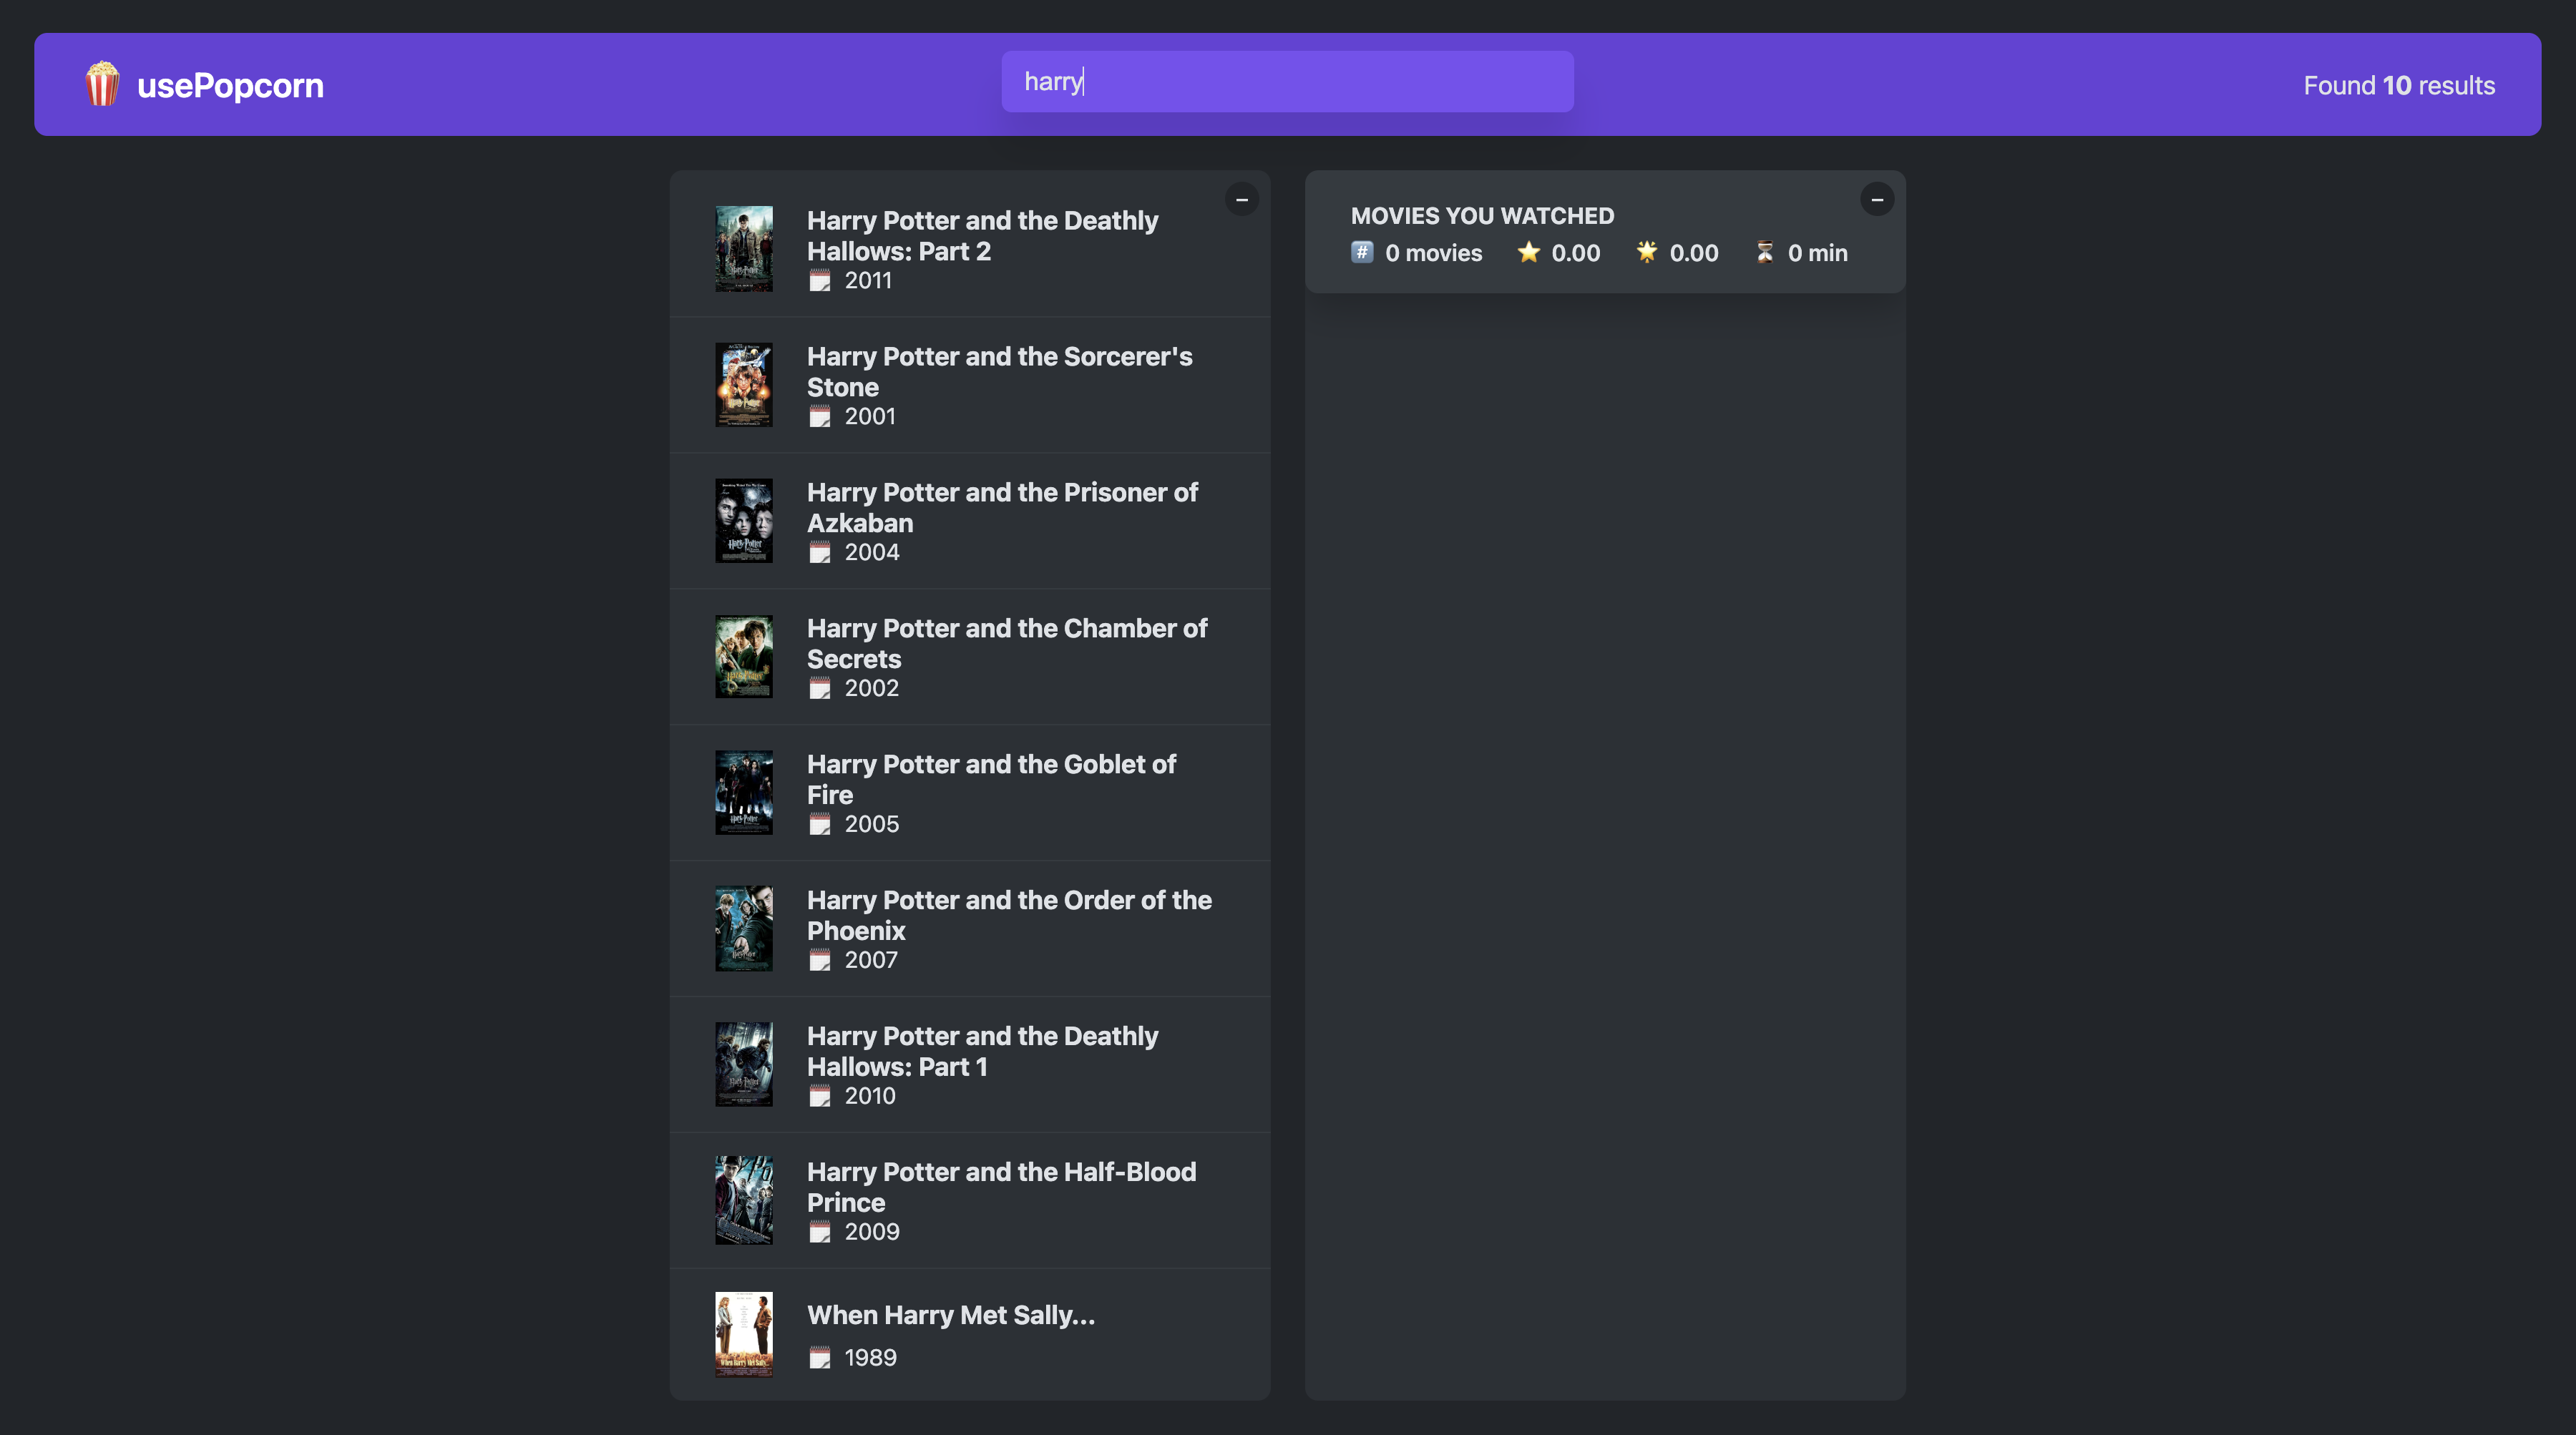 usePopcorn
harry
Found 10 results
Harry Potter and the Deathly
Hallows: Part 2
2011
Harry Potter and the Sorcerer's
Stone
2001
Harry Potter and the Prisoner of
Azkaban
2004
Harry Potter and the Chamber of
Secrets
2002
Harry Potter and the Goblet of
Fire
2005
Harry Potter and the Order of the
Phoenix
2007
Harry Potter and the Deathly
Hallows: Part 1
2010
Harry Potter and the Half-Blood
Prince
2009
When Harry Met Sally...
1989
MOVIES YOU WATCHED
0 movies 0.00 0.00 0 min